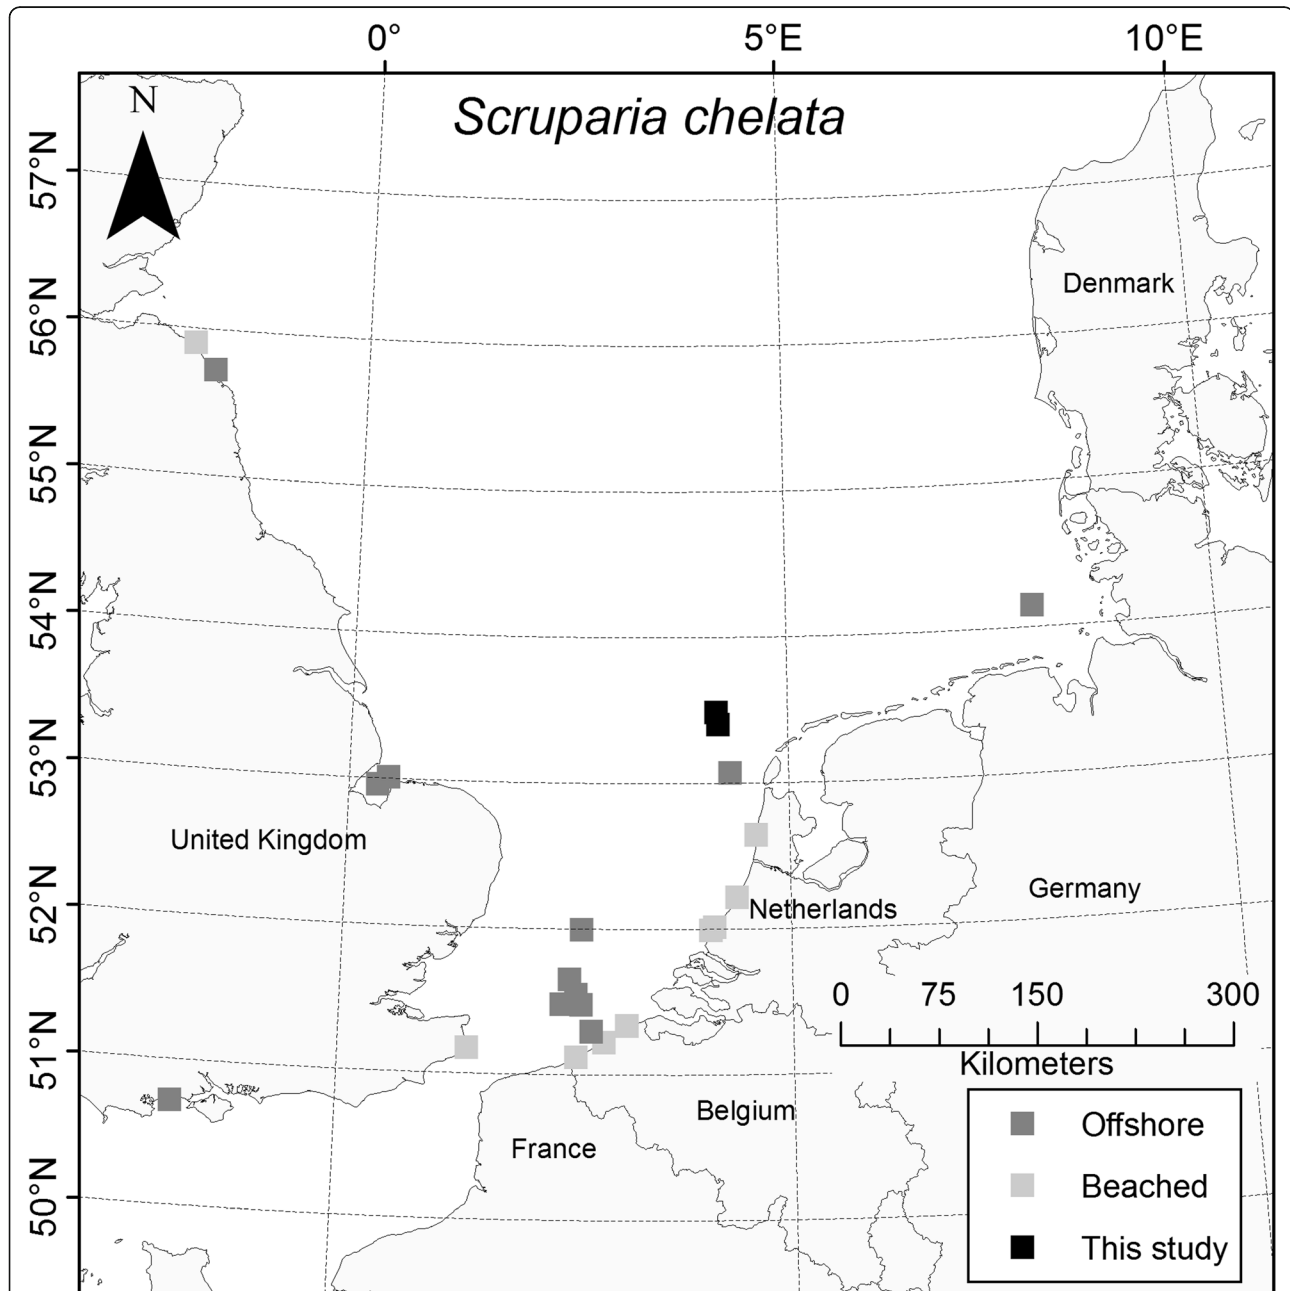 0° 5°E 10°E
N
Scruparia chelata
57°N
56°N
55°N
54°N
53°N
52°N
51°N
50°N
Denmark
United Kingdom
Netherlands
Germany
Belgium
France
0 75 150 300
Kilometers
Offshore
Beached
This study